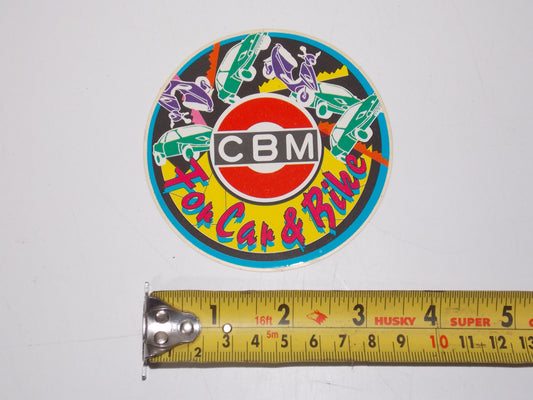 CBM
For Car & Bike
1 16ft 2 3 HUSKY 4 SUPER 5
2 3 4 5m 5 6 7 8 9 10 11 12